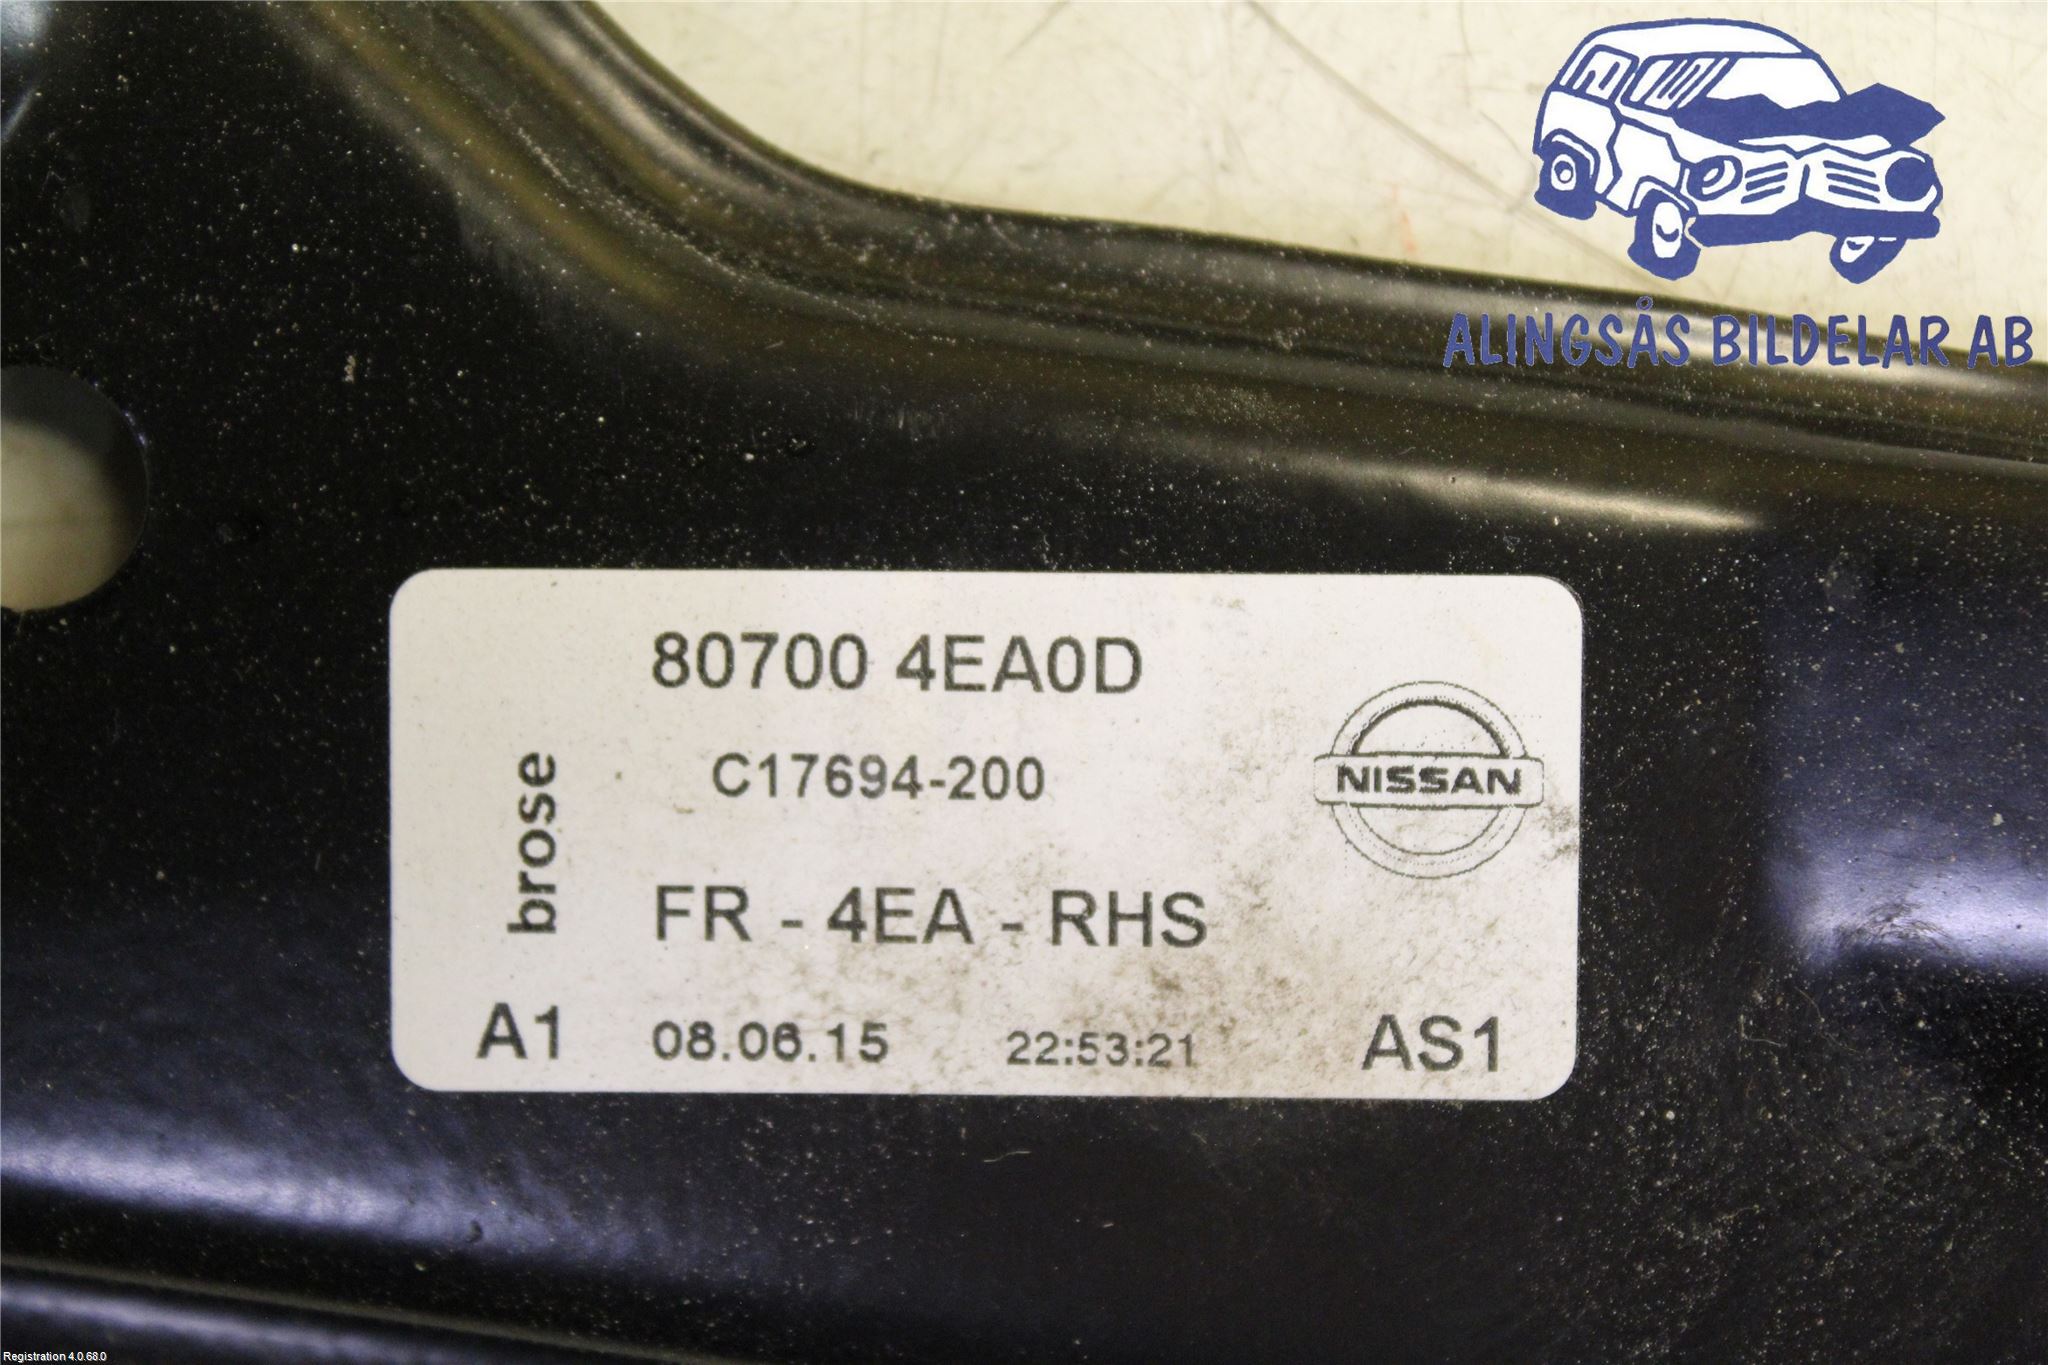 ALINGSÅS BILDELAR AB
80700 4EA0D
C17694-200
NISSAN
brose
FR - 4EA - RHS
A1 08.06.15 22:53:21 AS1
Registration 4.0.68.0